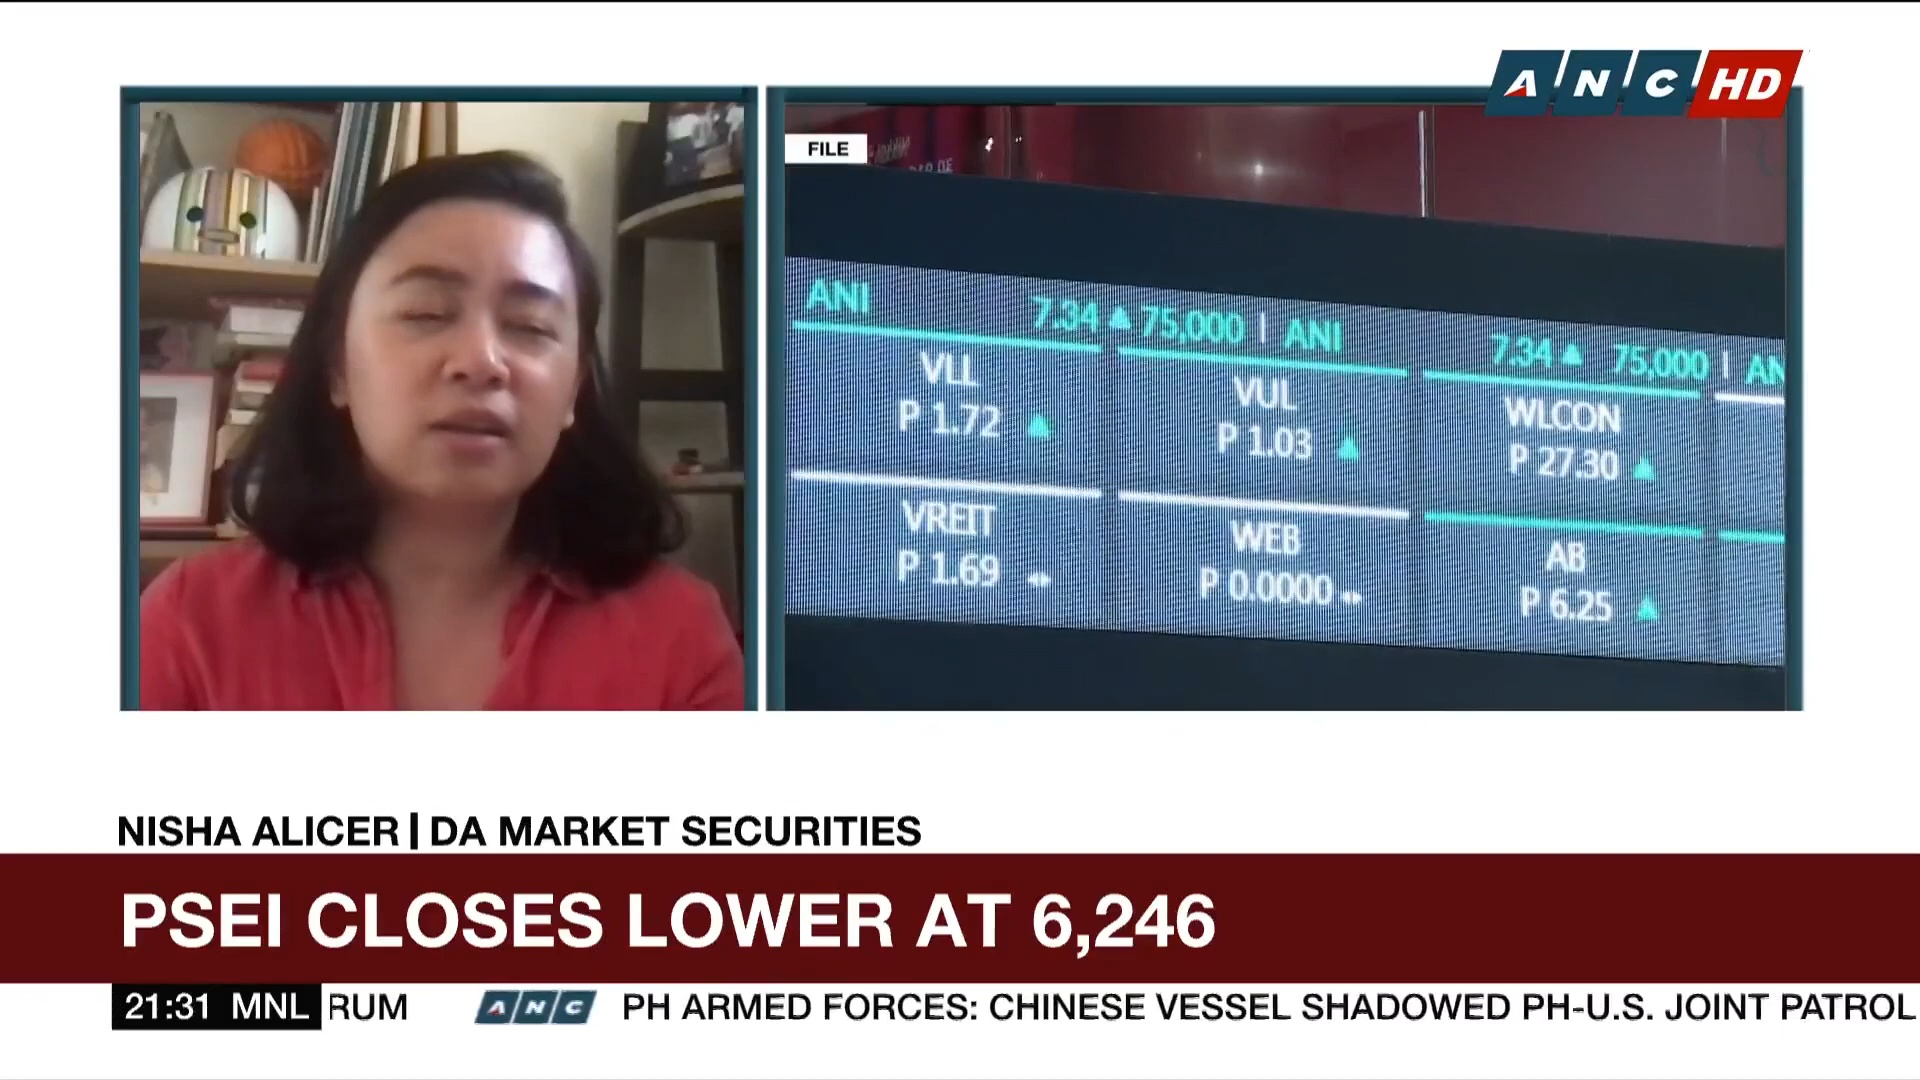 ANC HD
FILE
ANI 7.34 ▲ 75,000 | ANI 7.34 ▲ 75,000 | AN
VLL
P 1.72 ▲
VUL
P 1.03 ▲
WLCON
P 27.30 ▲
VREIT
P 1.69
WEB
P 0.0000
AB
P 6.25 ▲
NISHA ALICER | DA MARKET SECURITIES
PSEI CLOSES LOWER AT 6,246
21:31 MNL RUM ANC PH ARMED FORCES: CHINESE VESSEL SHADOWED PH-U.S. JOINT PATROL